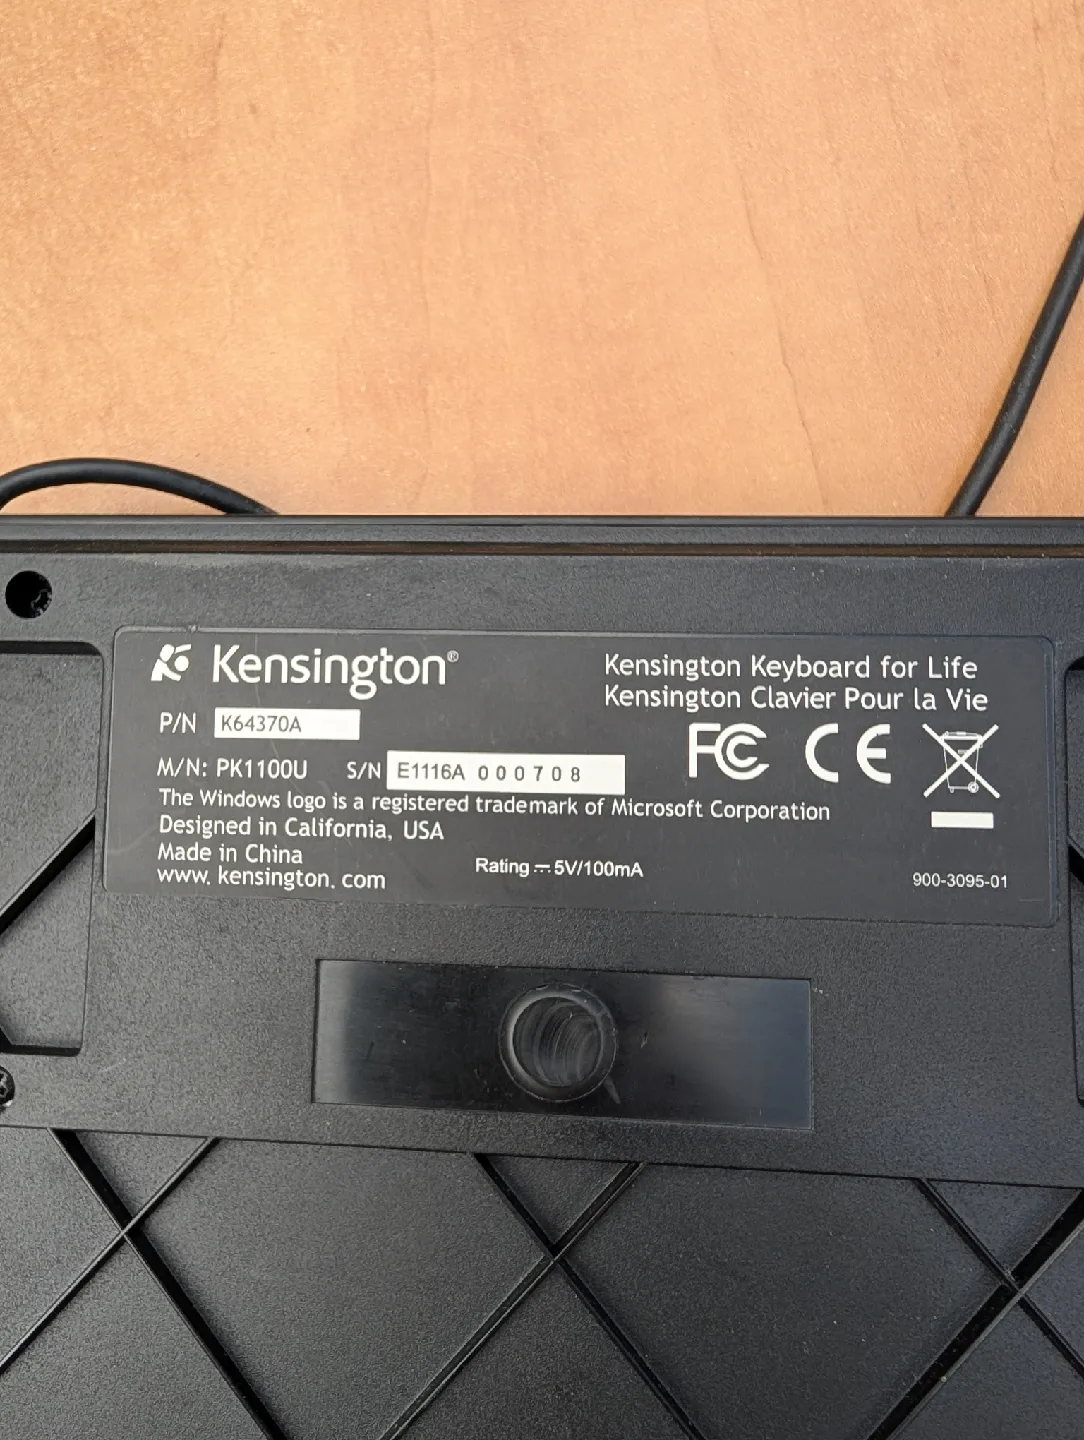 Kensington®
Kensington Keyboard for Life
Kensington Clavier Pour la Vie
P/N K64370A
FC CE
M/N: PK1100U S/N E1116A 000708
The Windows logo is a registered trademark of Microsoft Corporation
Designed in California, USA
Made in China
Rating ⎓ 5V/100mA
www. kensington. com
900-3095-01